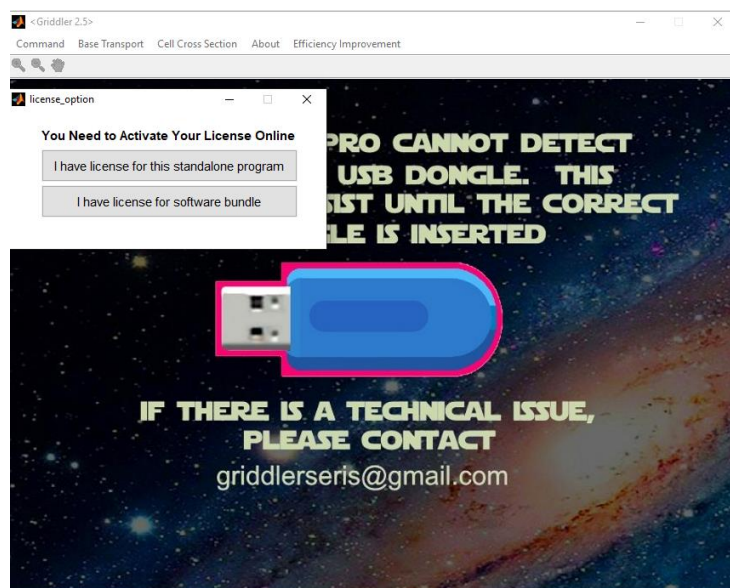 <Griddler 2.5>
Command Base Transport Cell Cross Section About Efficiency Improvement
license_option
You Need to Activate Your License Online
I have license for this standalone program
I have license for software bundle
PRO CANNOT DETECT
USB DONGLE. THIS
SIST UNTIL THE CORRECT
LE IS INSERTED
IF THERE IS A TECHNICAL ISSUE,
PLEASE CONTACT
griddlerseris@gmail.com